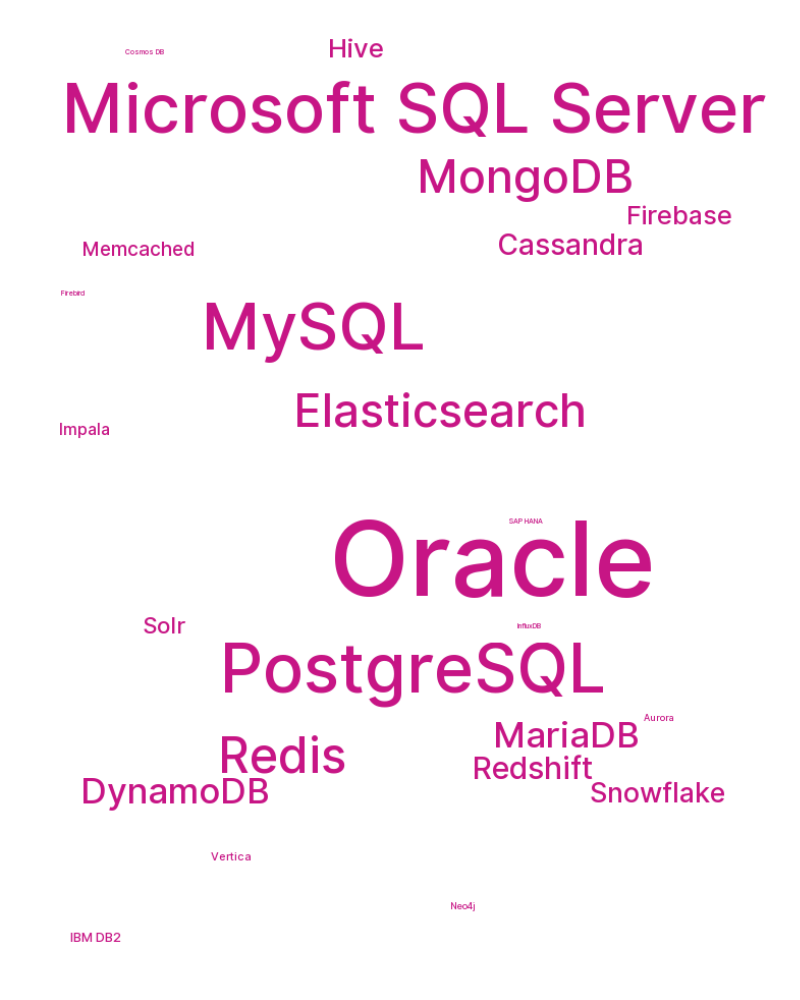 Hive
Cosmos DB
Microsoft SQL Server
MongoDB
Firebase
Cassandra
Memcached
Firebird
MySQL
Elasticsearch
Impala
SAP HANA
Oracle
Solr
InfluxDB
PostgreSQL
Aurora
MariaDB
Redis
Redshift
DynamoDB
Snowflake
Vertica
Neo4j
IBM DB2